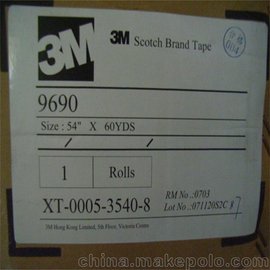 3M
3M Scotch Brand Tape
9690
Size : 54" X 60YDS
1 Rolls
RM No .:0703
XT-0005-3540-8
Lot No :
3M Hong Kong Limited, 5th Floor, Victoria Centre
china.makepolo.com